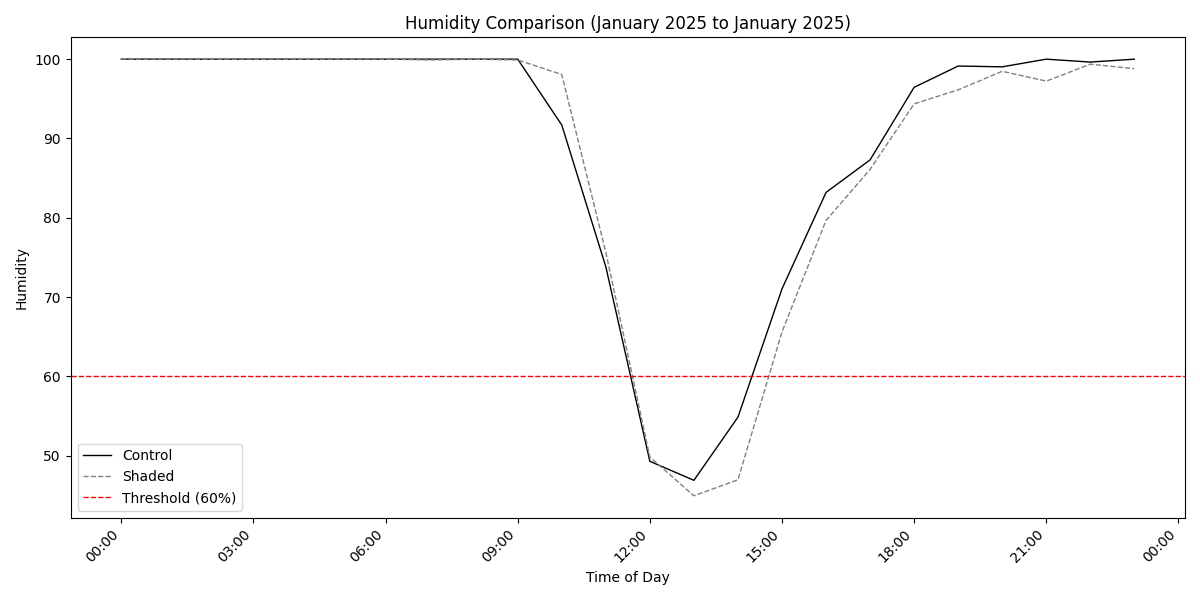 Humidity Comparison (January 2025 to January 2025)
100
90
80
70
60
50
Humidity
Control
Shaded
Threshold (60%)
00:00
03:00
06:00
09:00
12:00
15:00
18:00
21:00
00:00
Time of Day